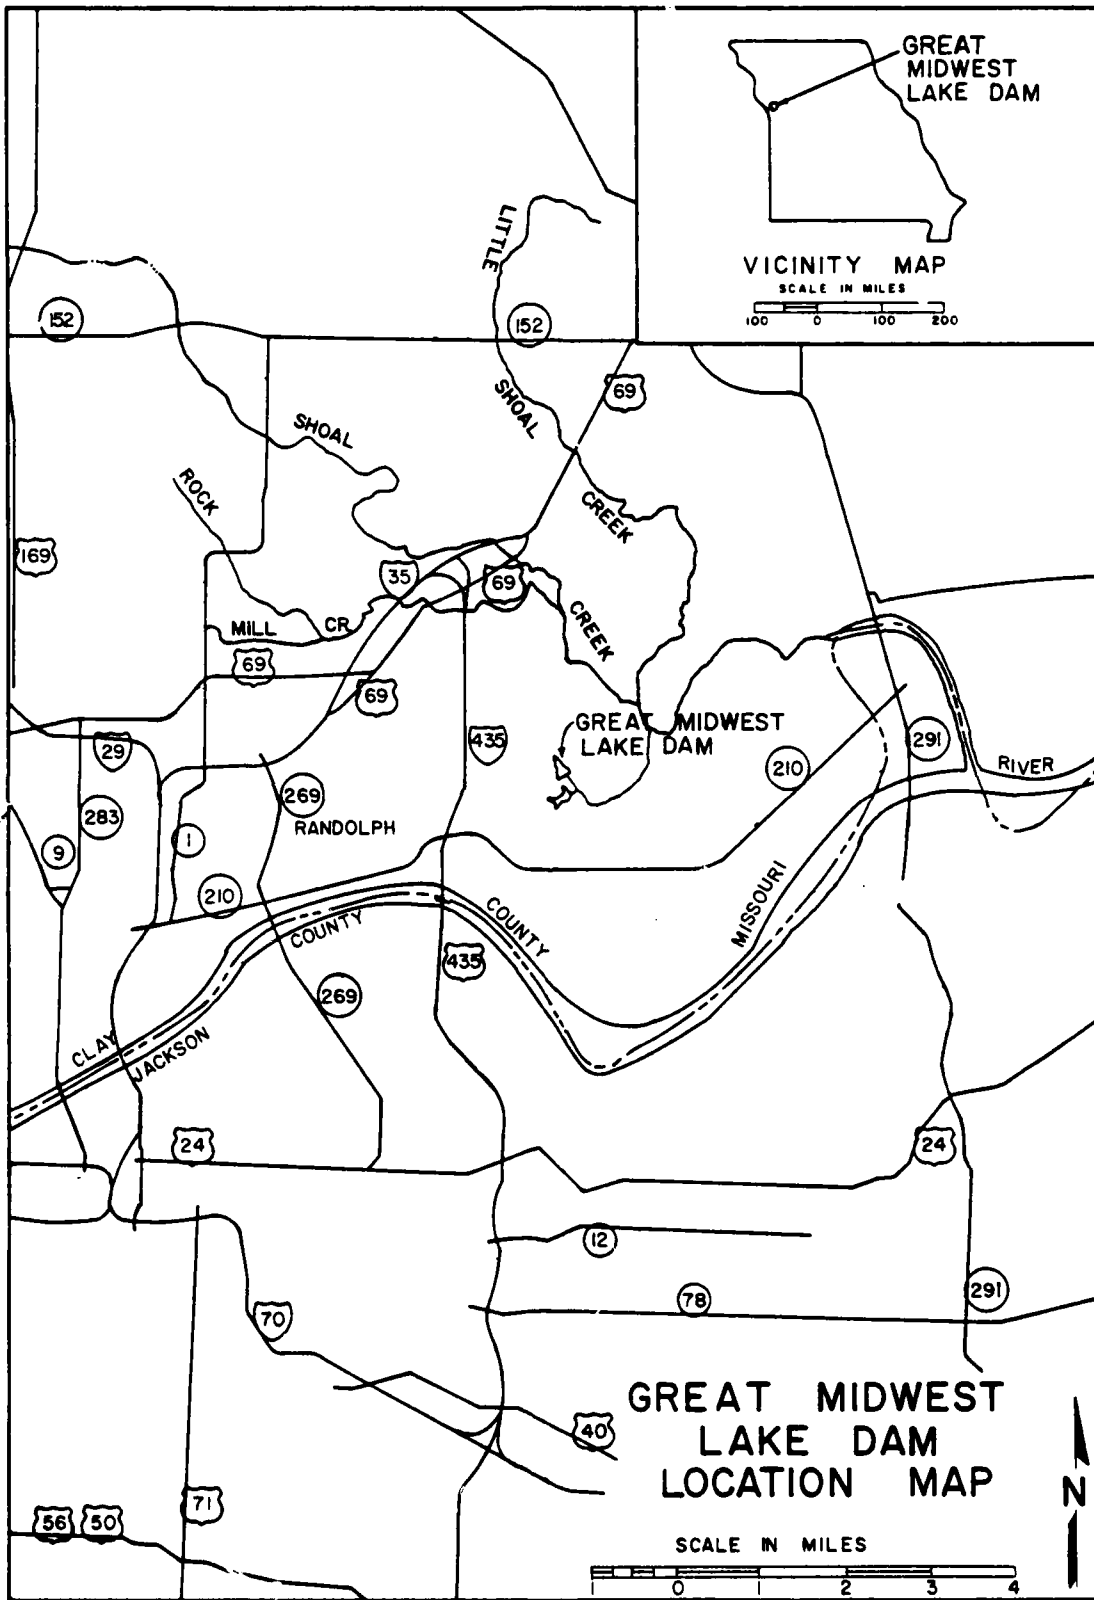 GREAT
MIDWEST
LAKE DAM
VICINITY MAP
SCALE IN MILES
100 0 100 200
LITTLE
152
152
69
SHOAL
SHOAL
ROCK
CREEK
169
35
69
CREEK
MILL CR.
69
69
GREAT MIDWEST
LAKE DAM
29
435
291
210
RIVER
269
283
RANDOLPH
1
9
210
COUNTY
COUNTY
MISSOURI
435
269
CLAY
JACKSON
24
24
12
78
291
70
40
GREAT MIDWEST
LAKE DAM
LOCATION MAP
N
71
56 50
SCALE IN MILES
0 1 2 3 4